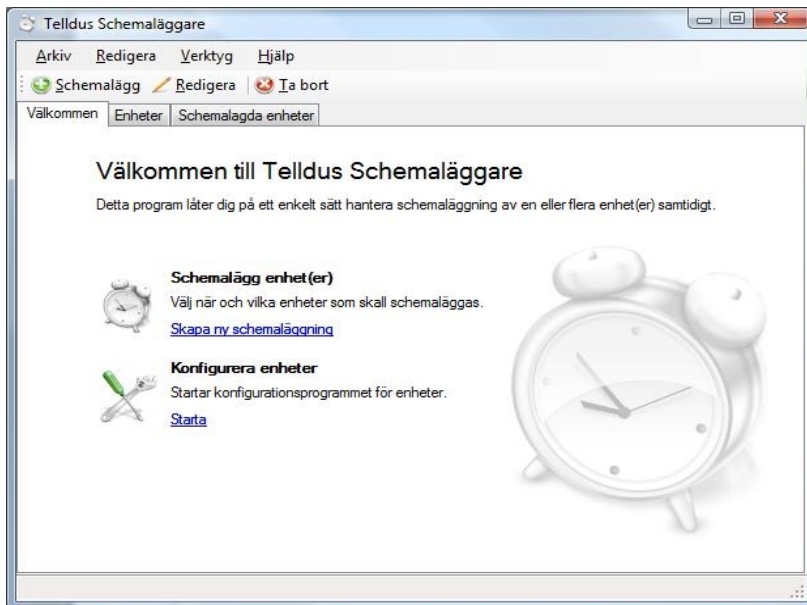 Telldus Schemaläggare
Arkiv Redigera Verktyg Hjälp
Schemalägg Redigera Ta bort
Välkommen Enheter Schemalagda enheter
Välkommen till Telldus Schemaläggare
Detta program låter dig på ett enkelt sätt hantera schemaläggning av en eller flera enhet(er) samtidigt.
Schemalägg enhet(er)
Välj när och vilka enheter som skall schemaläggas.
Skapa ny schemaläggning
Konfigurera enheter
Startar konfigurationsprogrammet för enheter.
Starta